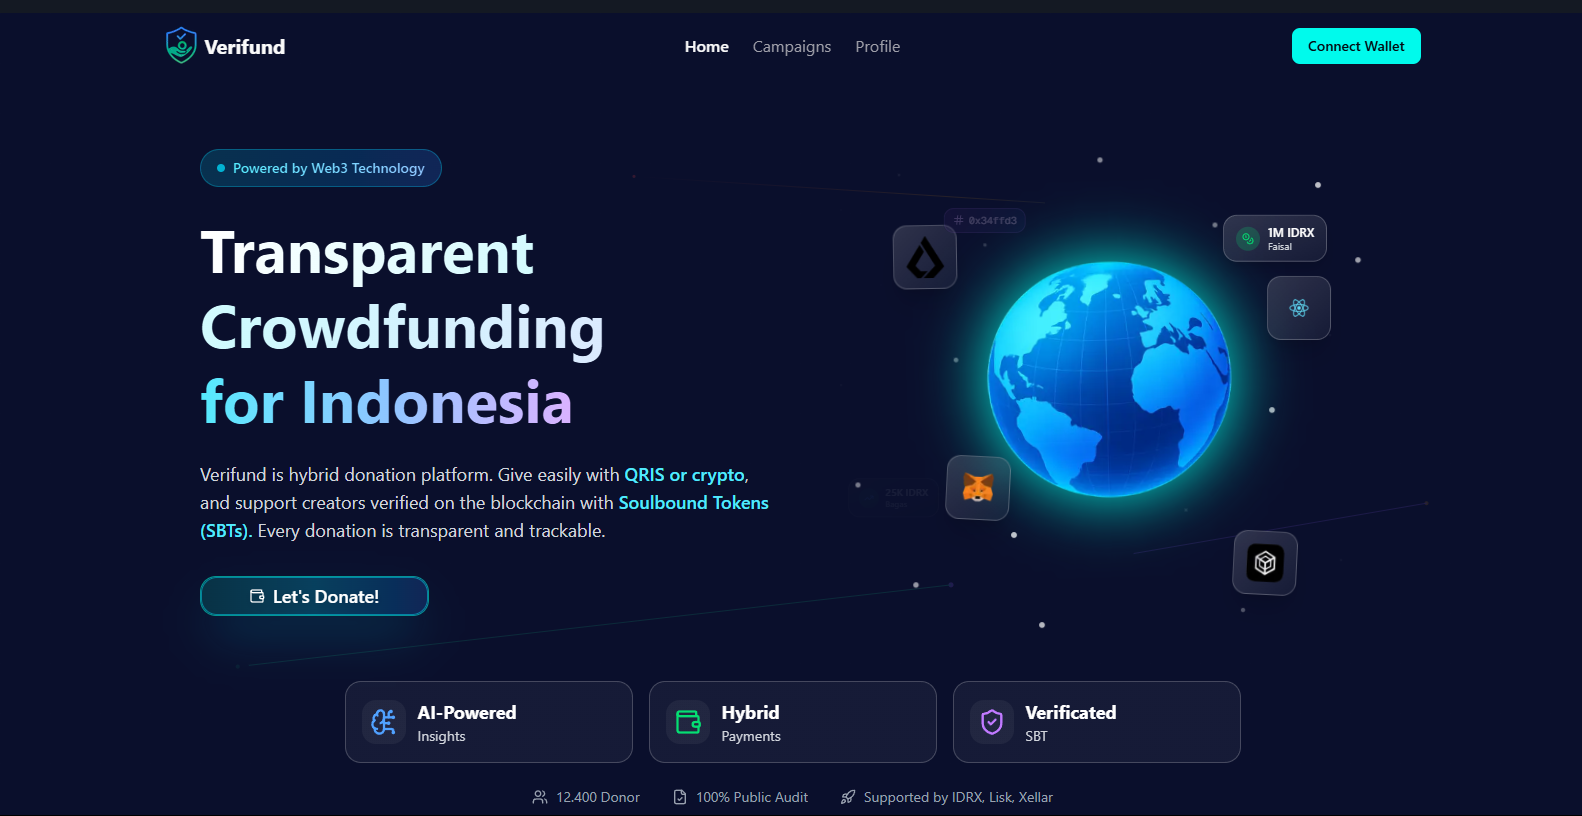 Verifund
Home
Campaigns
Profile
Connect Wallet
Powered by Web3 Technology
Transparent
Crowdfunding
for Indonesia
Verifund is hybrid donation platform. Give easily with QRIS or crypto,
and support creators verified on the blockchain with Soulbound Tokens
(SBTs). Every donation is transparent and trackable.
Let's Donate!
# 0x34ffd3
1M IDRX
Faisal
25K IDRX
AI-Powered
Insights
Hybrid
Payments
Verificated
SBT
12.400 Donor
100% Public Audit
Supported by IDRX, Lisk, Xellar